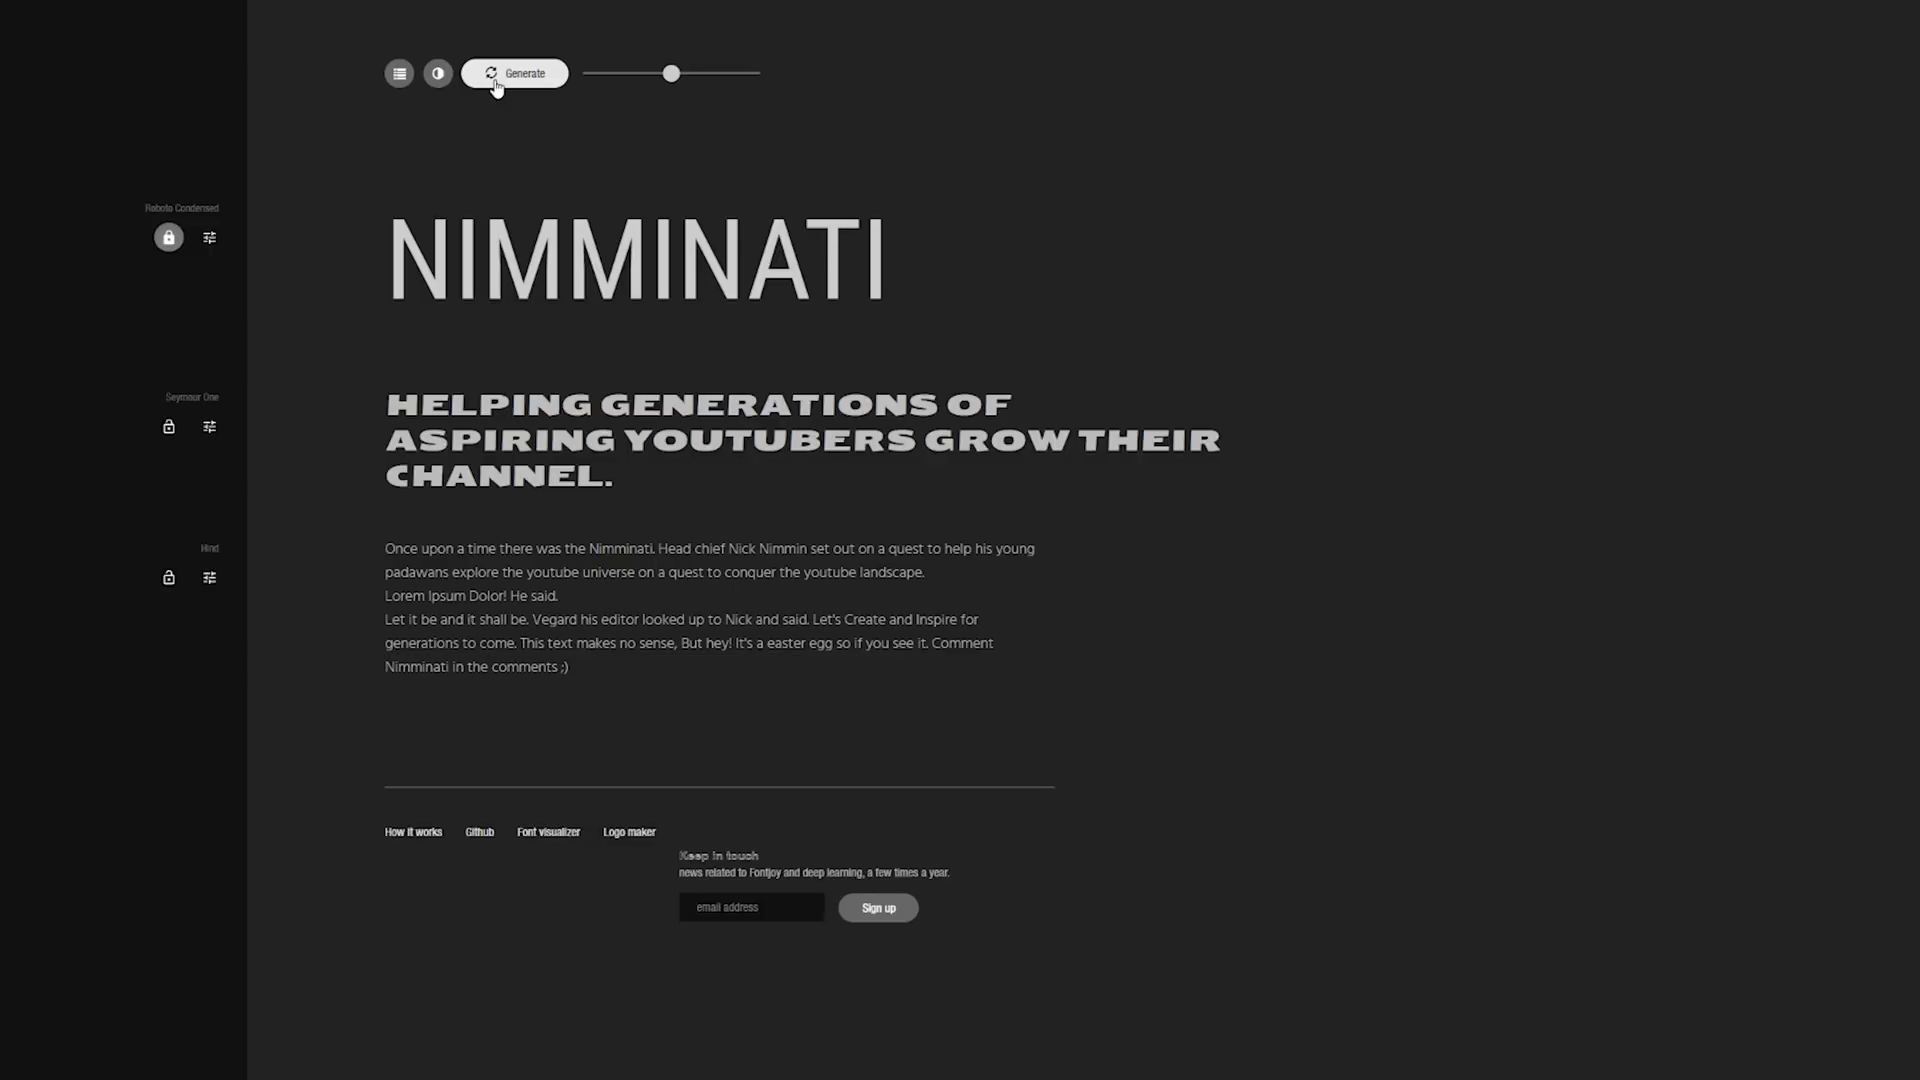 Generate
Roboto Condensed
NIMMINATI
Seymour One
HELPING GENERATIONS OF
ASPIRING YOUTUBERS GROW THEIR
CHANNEL.
Hind
Once upon a time there was the Nimminati. Head chief Nick Nimmin set out on a quest to help his young
padawans explore the youtube universe on a quest to conquer the youtube landscape.
Lorem Ipsum Dolor! He said.
Let it be and it shall be. Vegard his editor looked up to Nick and said. Let's Create and Inspire for
generations to come. This text makes no sense, But hey! It's a easter egg so if you see it. Comment
Nimminati in the comments ;)
How it works Github Font visualizer Logo maker
Keep in touch
news related to Fontjoy and deep learning, a few times a year.
email address Sign up